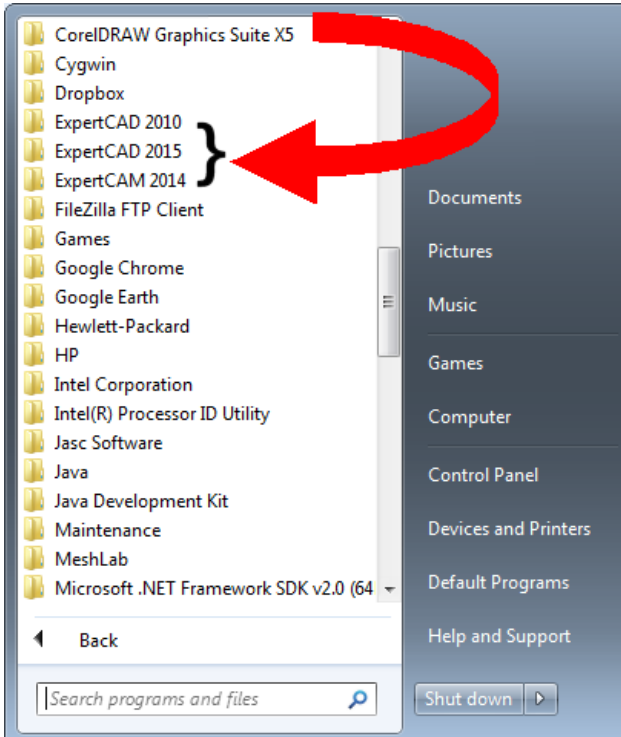 CorelDRAW Graphics Suite X5
Cygwin
Dropbox
ExpertCAD 2010
ExpertCAD 2015
ExpertCAM 2014
FileZilla FTP Client
Games
Google Chrome
Google Earth
Hewlett-Packard
HP
Intel Corporation
Intel(R) Processor ID Utility
Jasc Software
Java
Java Development Kit
Maintenance
MeshLab
Microsoft .NET Framework SDK v2.0 (64
Back
Search programs and files
Documents
Pictures
Music
Games
Computer
Control Panel
Devices and Printers
Default Programs
Help and Support
Shut down